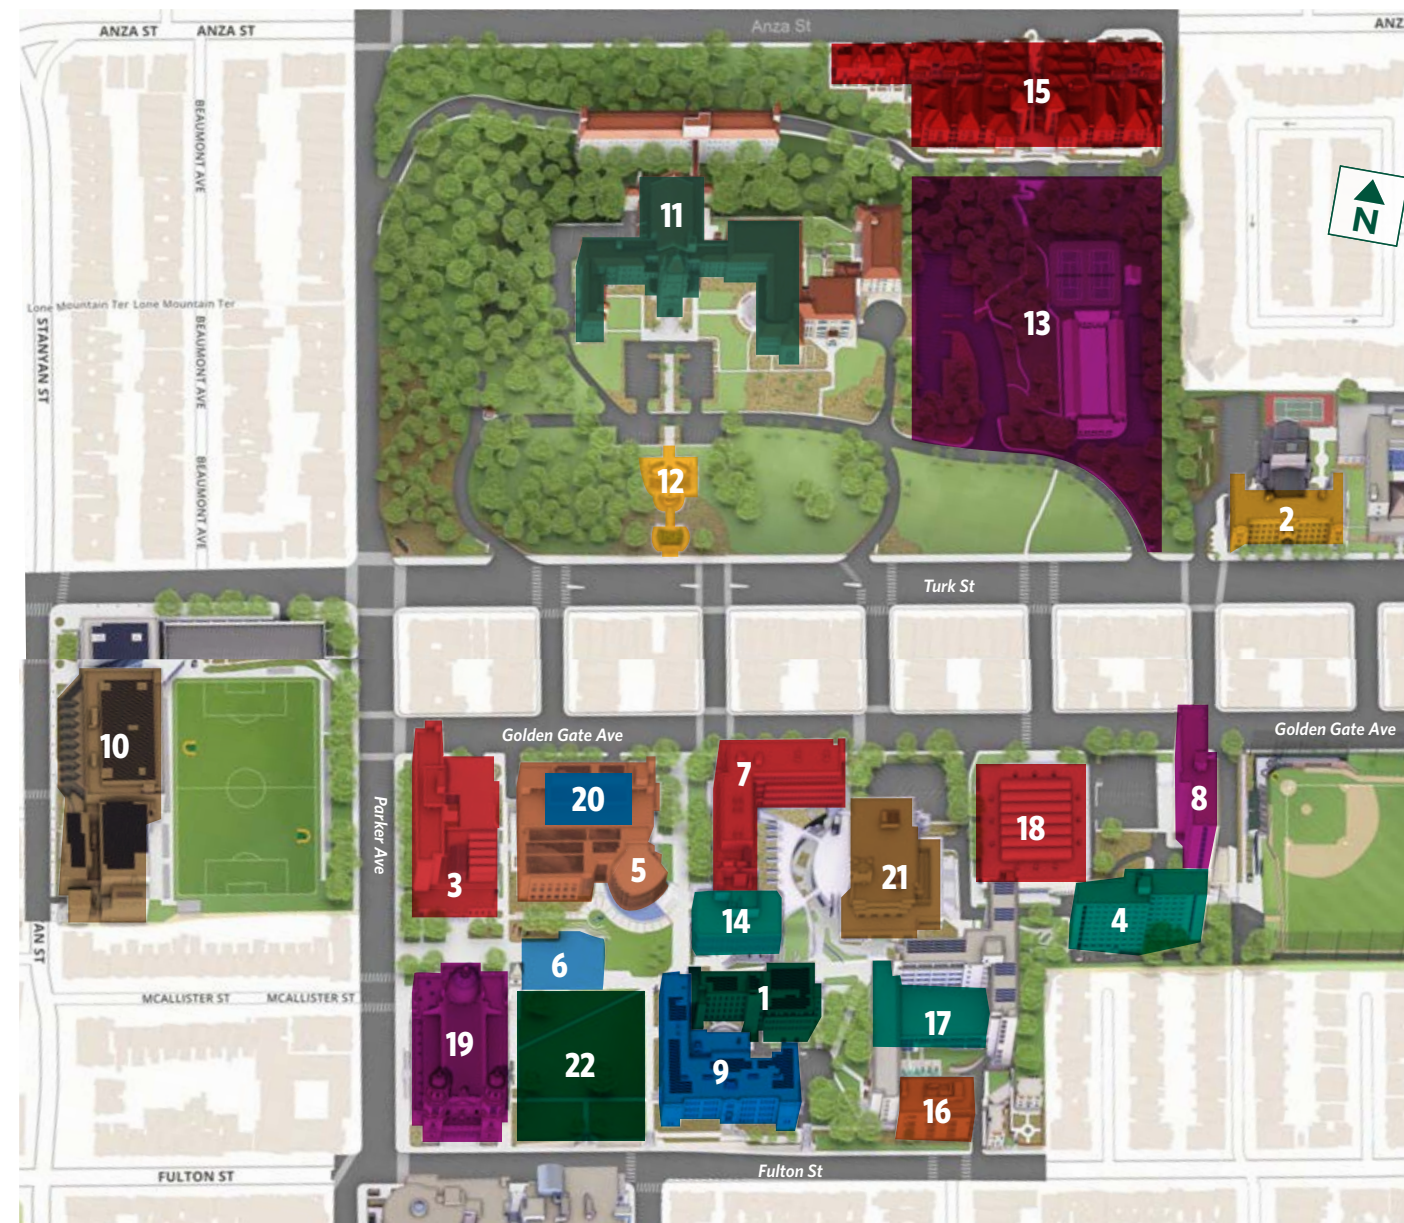 ANZA ST
ANZA ST
Anza St
ANZ
BEAUMONT AVE
15
N
11
Lone Mountain Ter
Lone Mountain Ter
STANYAN ST
BEAUMONT AVE
13
12
BEAUMONT AVE
2
Turk St
10
Golden Gate Ave
Golden Gate Ave
7
20
8
Parker Ave
18
3
5
21
14
4
AN ST
6
MCALLISTER ST
MCALLISTER ST
1
17
19
22
9
16
FULTON ST
Fulton St